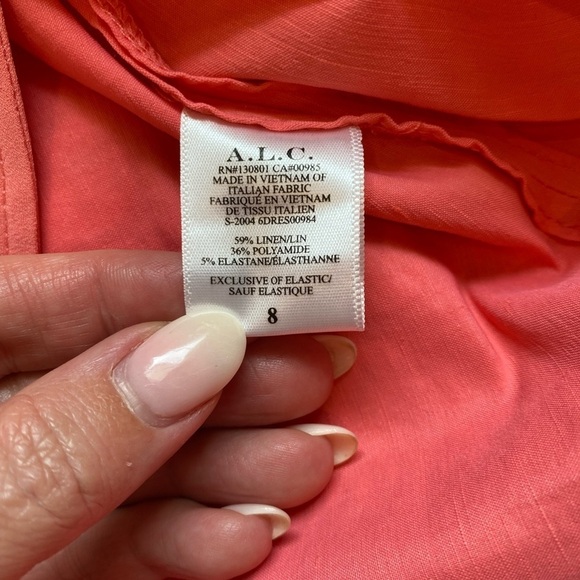 A.L.C.
RN#130801 CA#00985
MADE IN VIETNAM OF
ITALIAN FABRIC
FABRIQUÉ EN VIETNAM
DE TISSU ITALIEN
S-2004 6DRES00984
59% LINEN/LIN
36% POLYAMIDE
5% ELASTANE/ÉLASTHANNE
EXCLUSIVE OF ELASTIC/
SAUF ELASTIQUE
8